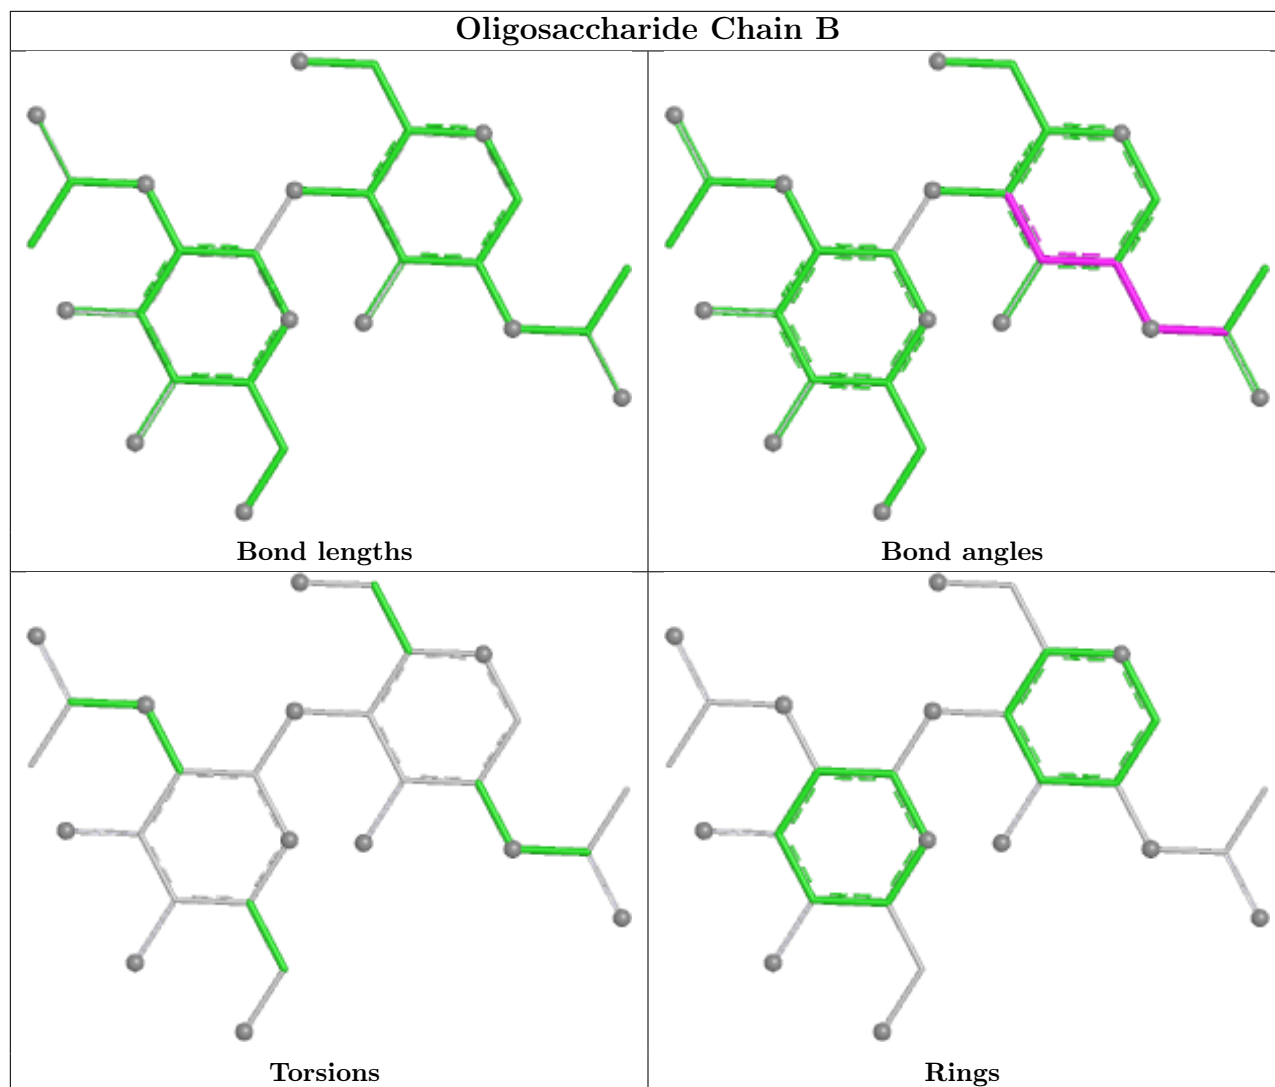 Oligosaccharide Chain B
Bond lengths
Bond angles
Torsions
Rings